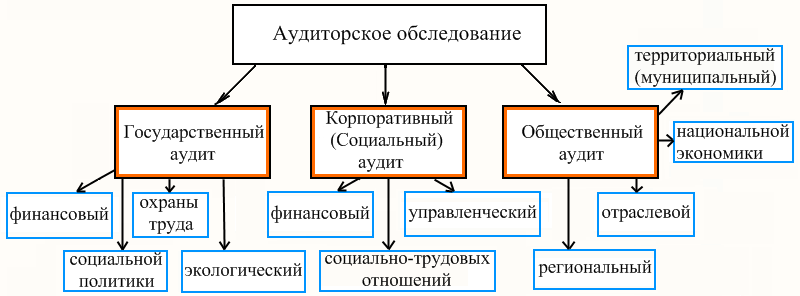 Аудиторское обследование
территориальный
(муниципальный)
Государственный
аудит
Корпоративный
(Социальный)
аудит
Общественный
аудит
национальной
экономики
финансовый
охраны
труда
финансовый
управленческий
отраслевой
социальной
политики
экологический
социально-трудовых
отношений
региональный